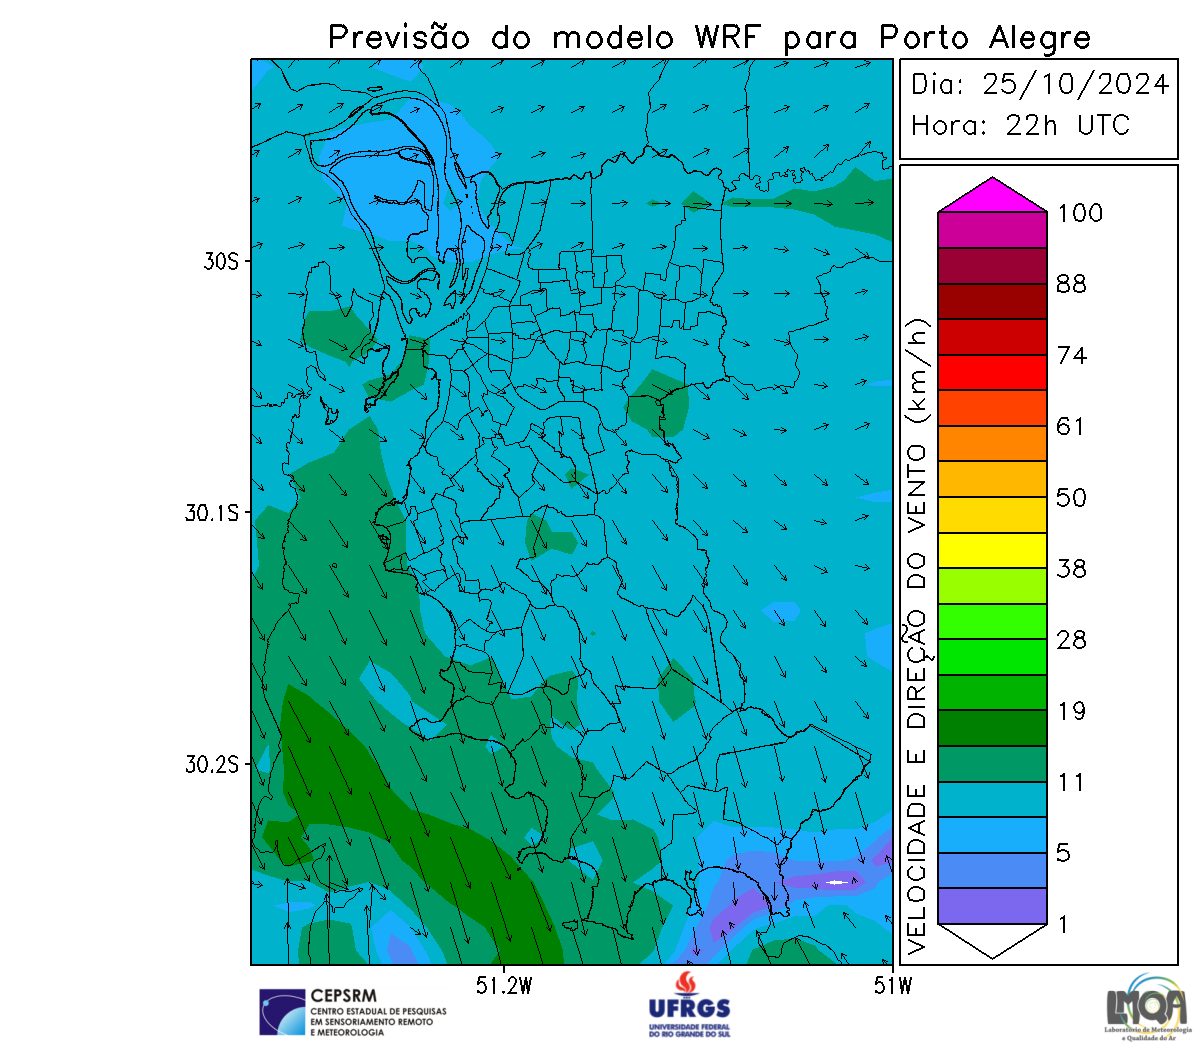 Previsão do modelo WRF para Porto Alegre
Dia: 25/10/2024
Hora: 22h UTC
30S
30.1S
30.2S
51.2W
51W
VELOCIDADE E DIREÇÃO DO VENTO (km/h)
100
88
74
61
50
38
28
19
11
5
1
CEPSRM
CENTRO ESTADUAL DE PESQUISAS
EM SENSORIAMENTO REMOTO
E METEOROLOGIA
UFRGS
UNIVERSIDADE FEDERAL
DO RIO GRANDE DO SUL
LMQA
Laboratório de Meteorologia
e Qualidade do Ar